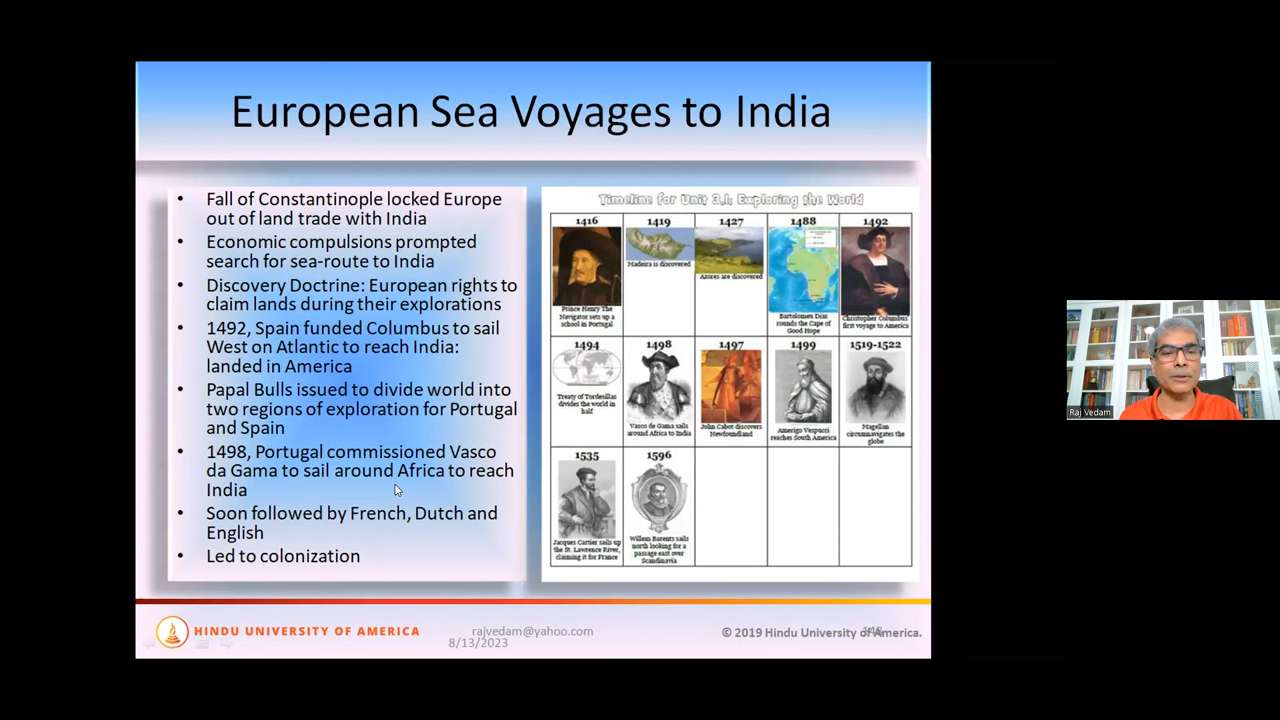 European Sea Voyages to India
• Fall of Constantinople locked Europe
out of land trade with India
• Economic compulsions prompted
search for sea-route to India
• Discovery Doctrine: European rights to
claim lands during their explorations
• 1492, Spain funded Columbus to sail
West on Atlantic to reach India:
landed in America
• Papal Bulls issued to divide world into
two regions of exploration for Portugal
and Spain
• 1498, Portugal commissioned Vasco
da Gama to sail around Africa to reach
India
• Soon followed by French, Dutch and
English
• Led to colonization
Timeline for Unit 3.1: Exploring the World
1416
Prince Henry The
Navigator sets up a
school in Portugal
1419
Madeira is discovered
1427
Azores are discovered
1488
Bartolomeu Dias
rounds the Cape of
Good Hope
1492
Christopher Columbus
first voyage to America
1494
Treaty of Tordesillas
divides the world in
half
1498
Vasco de Gama sails
around Africa to India
1497
John Cabot discovers
Newfoundland
1499
Amerigo Vespucci
reaches South America
1519-1522
Magellan
circumnavigates the
globe
1535
Jacques Cartier sails up
the St. Lawrence River,
claiming it for France
1596
Willem Barents sails
north looking for a
passage east over
Scandinavia
HINDU UNIVERSITY OF AMERICA
rajvedam@yahoo.com
8/13/2023
© 2019 Hindu University of America.
Raj Vedam